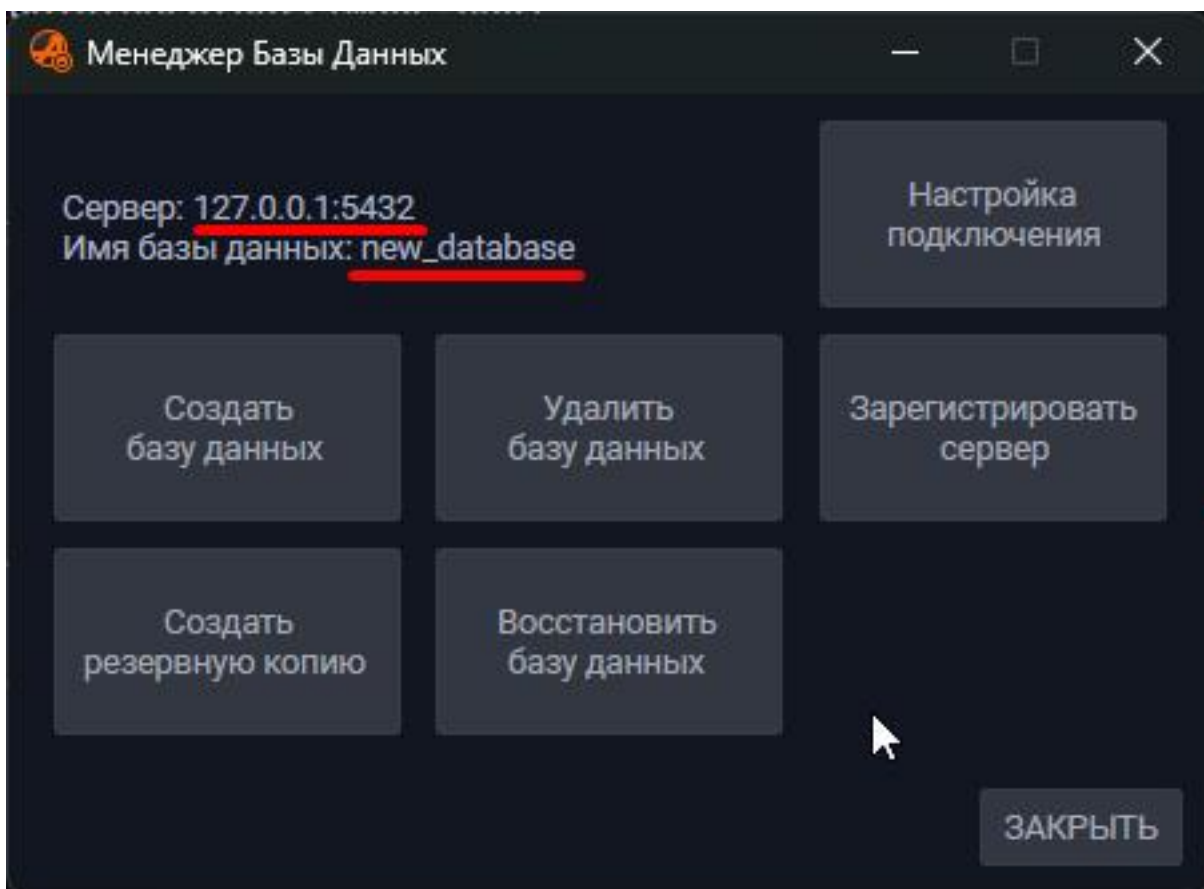 Менеджер Базы Данных
Сервер: 127.0.0.1:5432
Имя базы данных: new_database
Настройка
подключения
Создать
базу данных
Удалить
базу данных
Зарегистрировать
сервер
Создать
резервную копию
Восстановить
базу данных
ЗАКРЫТЬ